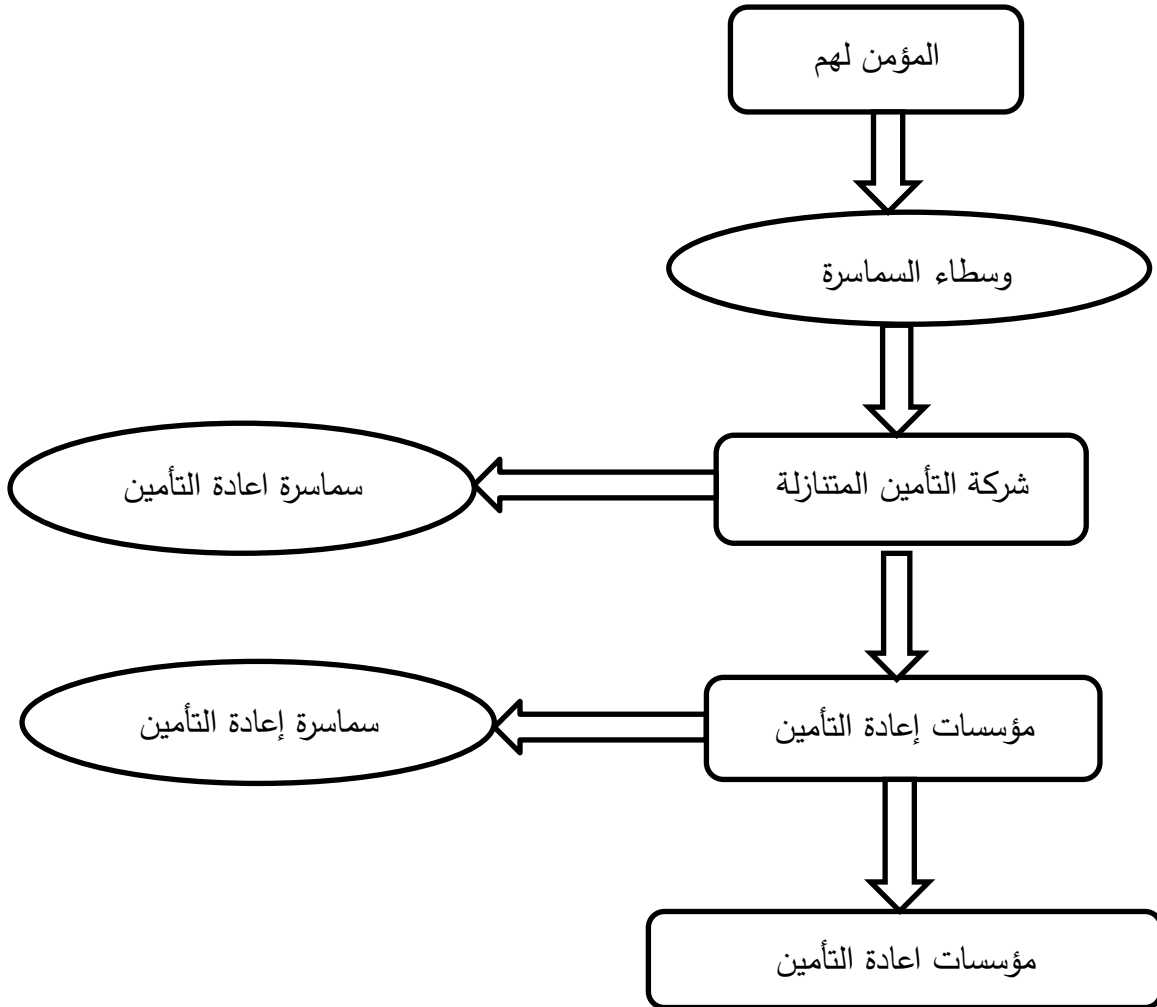 المؤمن لهم
وسطاء السماسرة
شركة التأمين المتنازلة
سماسرة اعادة التأمين
مؤسسات إعادة التأمين
سماسرة إعادة التأمين
مؤسسات اعادة التأمين